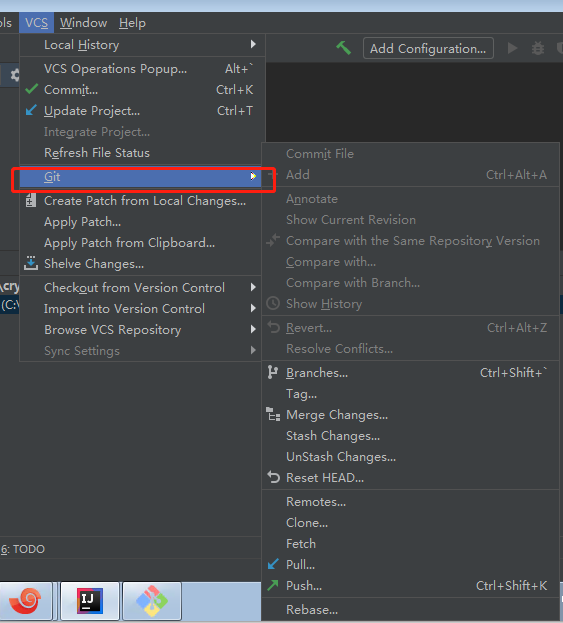 ols VCS Window Help
Local History
Add Configuration...
VCS Operations Popup... Alt+`
Commit... Ctrl+K
Update Project... Ctrl+T
Integrate Project...
Refresh File Status
Git
Create Patch from Local Changes...
Apply Patch...
Apply Patch from Clipboard...
Shelve Changes...
Checkout from Version Control
Import into Version Control
Browse VCS Repository
Sync Settings
Commit File
Add Ctrl+Alt+A
Annotate
Show Current Revision
Compare with the Same Repository Version
Compare with...
Compare with Branch...
Show History
Revert... Ctrl+Alt+Z
Resolve Conflicts...
Branches... Ctrl+Shift+`
Tag...
Merge Changes...
Stash Changes...
UnStash Changes...
Reset HEAD...
Remotes...
Clone...
Fetch
Pull...
Push... Ctrl+Shift+K
Rebase...
\cry
(C:\
6: TODO
IJ